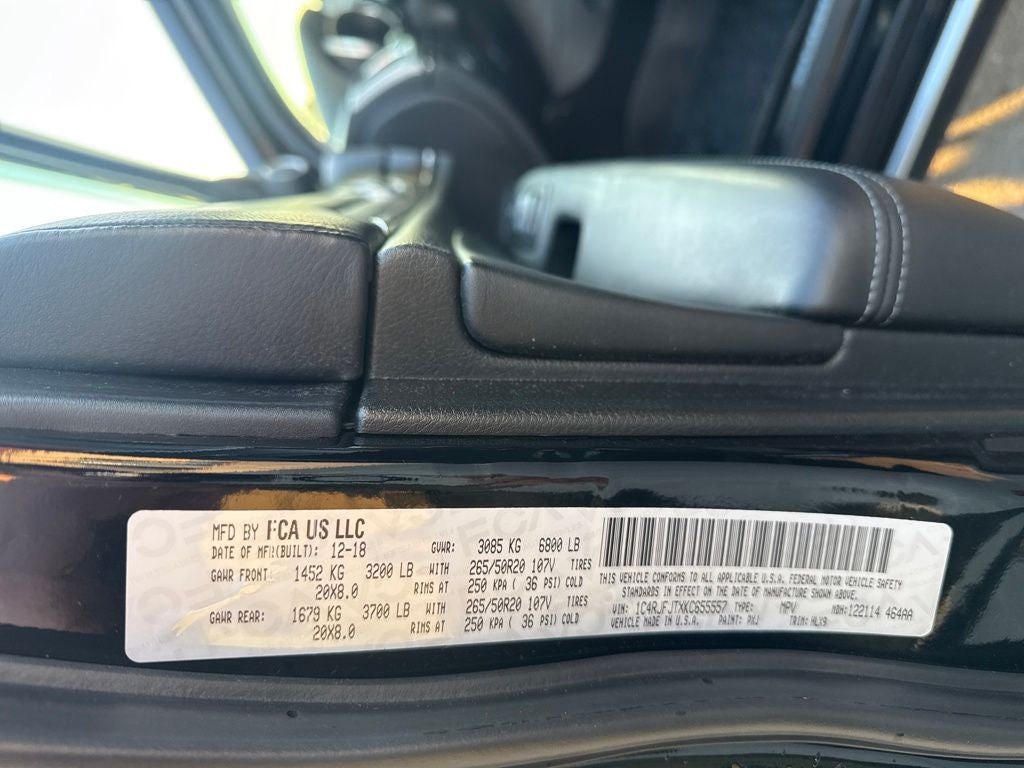 MFD BY FCA US LLC
DATE OF MFR(BUILT): 12-18 GVWR: 3085 KG 6800 LB
GAWR FRONT: 1452 KG 3200 LB WITH 265/50R20 107V TIRES
20X8.0 RIMS AT 250 KPA ( 36 PSI) COLD
GAWR REAR: 1679 KG 3700 LB WITH 265/50R20 107V TIRES
20X8.0 RIMS AT 250 KPA ( 36 PSI) COLD
THIS VEHICLE CONFORMS TO ALL APPLICABLE U.S.A. FEDERAL MOTOR VEHICLE SAFETY
STANDARDS IN EFFECT ON THE DATE OF MANUFACTURE SHOWN ABOVE.
VIN: 1C4RJFJTXKC655557 TYPE: MPV MDH: 122114 464AA
VEHICLE MADE IN U.S.A. PAINT: PXJ TRIM: HLX9